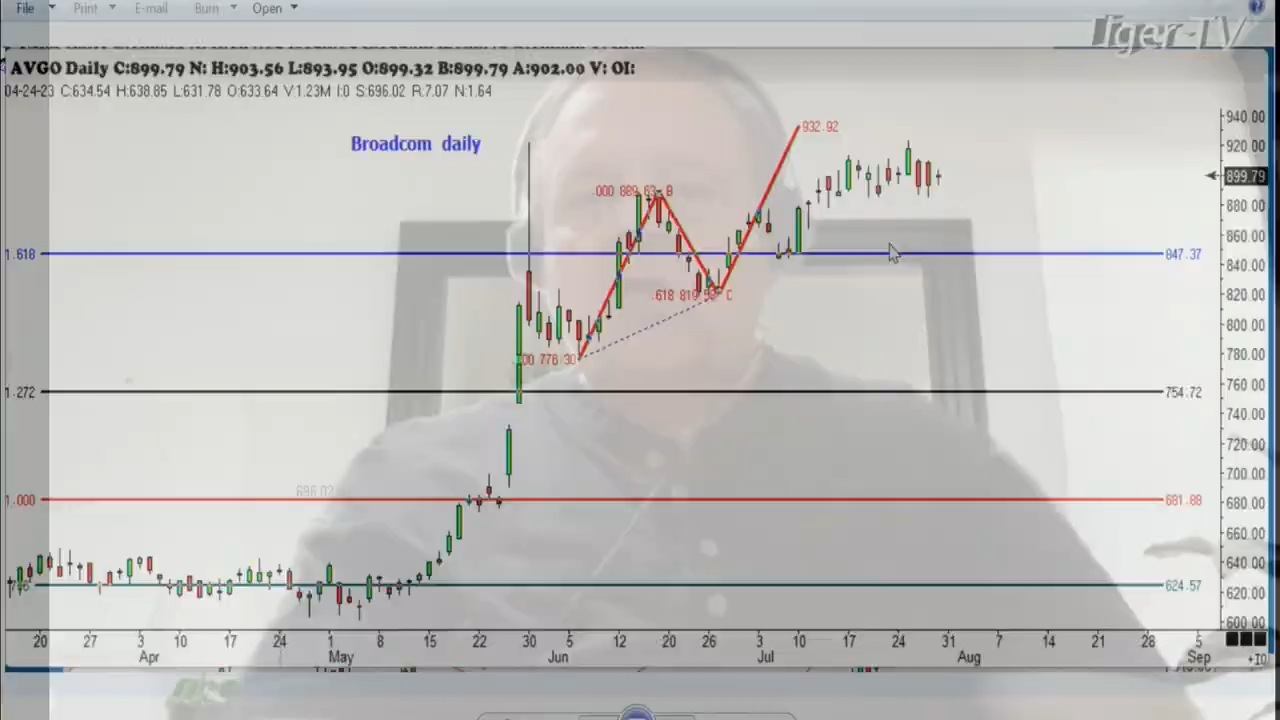 File Print E-mail Burn Open
Tiger-TV
AVGO Daily C:899.79 N: H:903.56 L:893.95 O:899.32 B:899.79 A:902.00 V: OI:
04-24-23 C:634.54 H:638.85 L:631.78 O:633.64 V:1.23M I:0 S:696.02 R:7.07 N:1.64
Broadcom daily
940.00
932.92
920.00
899.79
.000 889.63 B
880.00
860.00
1.618 847.37
840.00
.618 819 C
820.00
800.00
776.30
780.00
760.00
1.272 754.72
740.00
720.00
700.00
696.02
1.000 681.88
680.00
660.00
640.00
624.57
620.00
600.00
20 27 3 10 17 24 1 8 15 22 30 5 12 20 26 3 10 17 24 31 7 14 21 28 5
Apr May Jun Jul Aug Sep +10